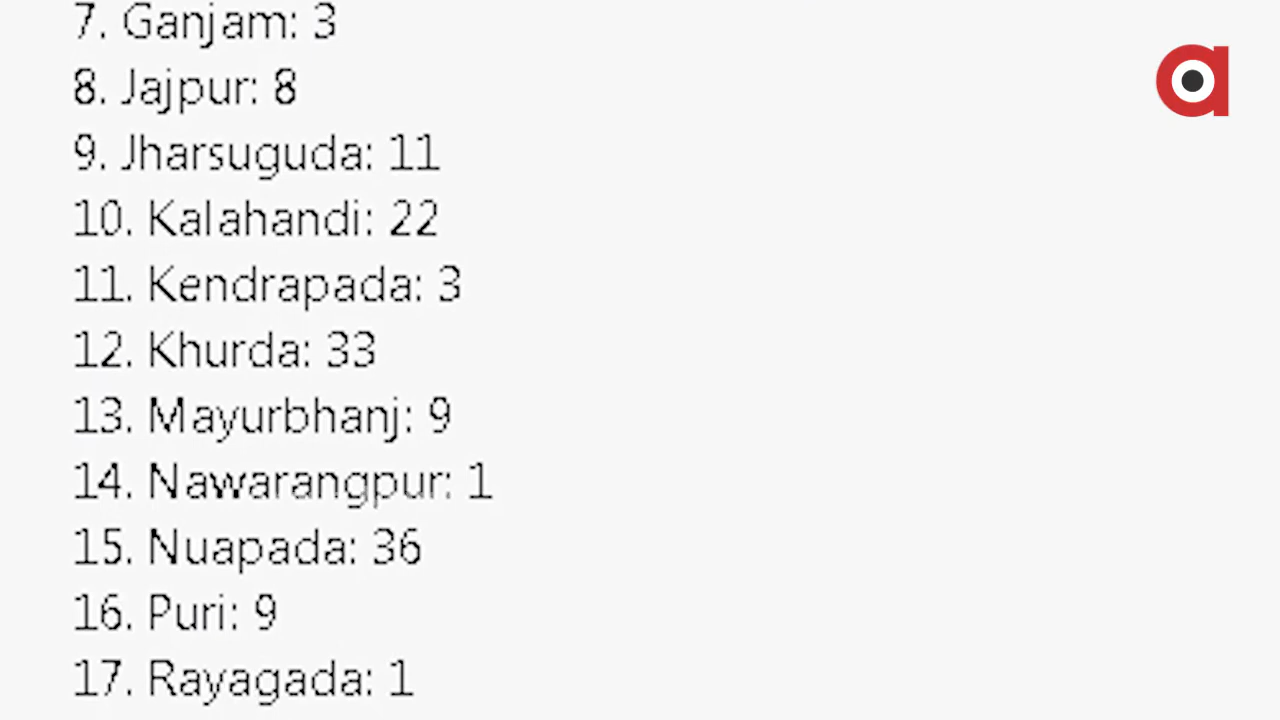 7. Ganjam: 3
8. Jajpur: 8
9. Jharsuguda: 11
10. Kalahandi: 22
11. Kendrapada: 3
12. Khurda: 33
13. Mayurbhanj: 9
14. Nawarangpur: 1
15. Nuapada: 36
16. Puri: 9
17. Rayagada: 1